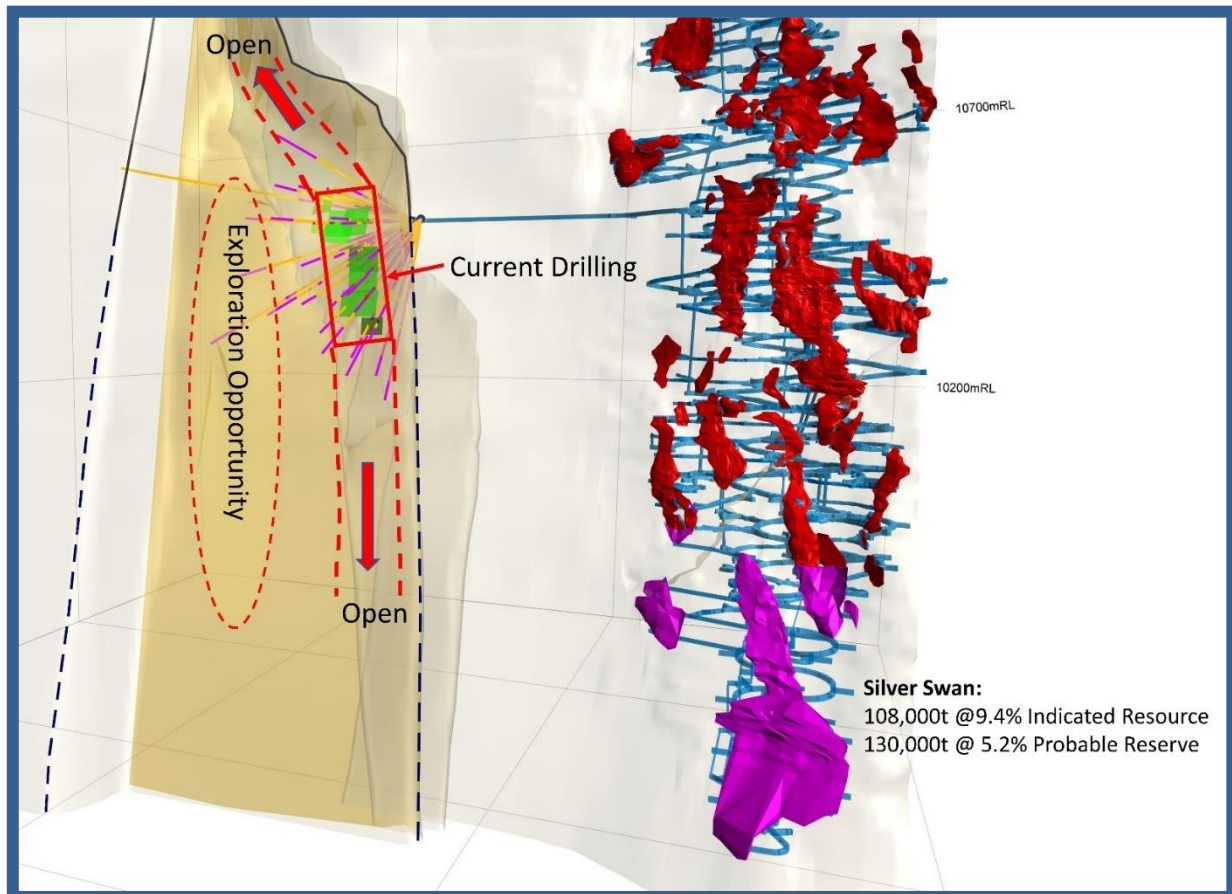 Open
10700mRL
Exploration Opportunity
Current Drilling
10200mRL
Open
Silver Swan:
108,000t @9.4% Indicated Resource
130,000t @ 5.2% Probable Reserve